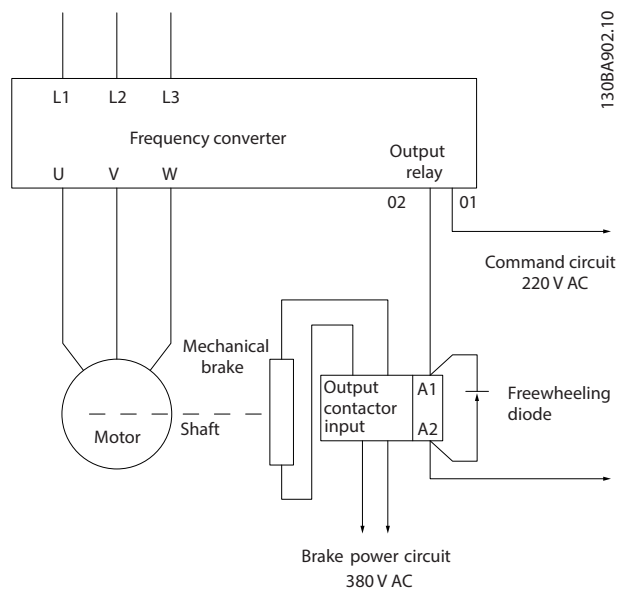 130BA902.10
L1 L2 L3
Frequency converter
Output
relay
U V W
02 01
Command circuit
220 V AC
Mechanical
brake
Output
contactor
input
A1
A2
Freewheeling
diode
Motor
Shaft
Brake power circuit
380 V AC